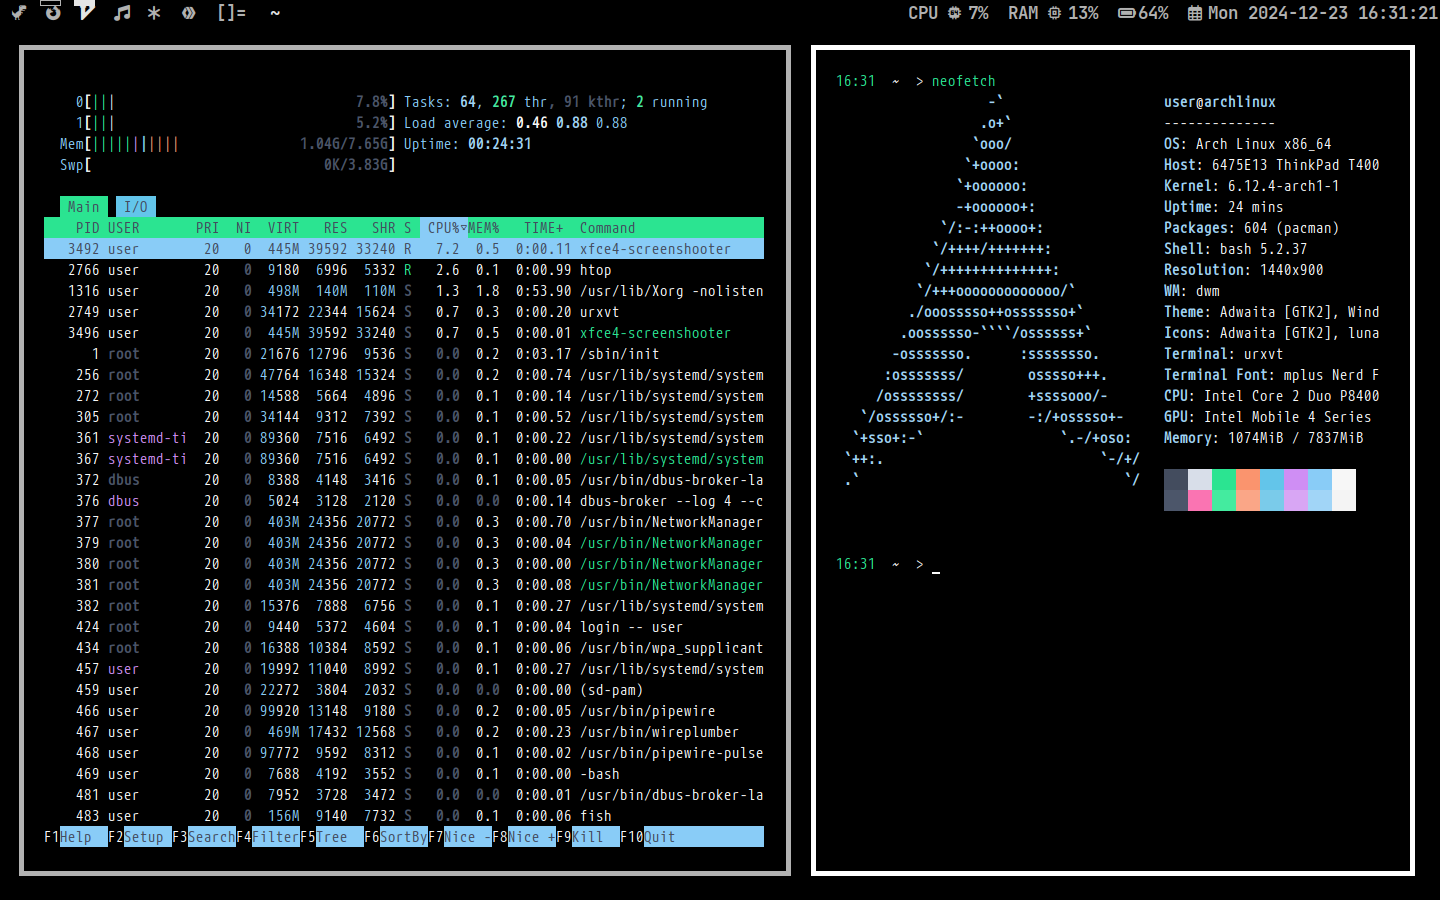 []= ~ CPU 7% RAM 13% 64% Mon 2024-12-23 16:31:21
0[||| 7.8%] Tasks: 64, 267 thr, 91 kthr; 2 running
1[||| 5.2%] Load average: 0.46 0.88 0.88
Mem[||||||||||| 1.04G/7.65G] Uptime: 00:24:31
Swp[ 0K/3.83G]
Main I/O
PID USER PRI NI VIRT RES SHR S CPU%▽MEM% TIME+ Command
3492 user 20 0 445M 39592 33240 R 7.2 0.5 0:00.11 xfce4-screenshooter
2766 user 20 0 9180 6996 5332 R 2.6 0.1 0:00.99 htop
1316 user 20 0 498M 140M 110M S 1.3 1.8 0:53.90 /usr/lib/Xorg -nolisten
2749 user 20 0 34172 22344 15624 S 0.7 0.3 0:00.20 urxvt
3496 user 20 0 445M 39592 33240 S 0.7 0.5 0:00.01 xfce4-screenshooter
1 root 20 0 21676 12796 9536 S 0.0 0.2 0:03.17 /sbin/init
256 root 20 0 47764 16348 15324 S 0.0 0.2 0:00.74 /usr/lib/systemd/system
272 root 20 0 14588 5664 4896 S 0.0 0.1 0:00.14 /usr/lib/systemd/system
305 root 20 0 34144 9312 7392 S 0.0 0.1 0:00.52 /usr/lib/systemd/system
361 systemd-ti 20 0 89360 7516 6492 S 0.0 0.1 0:00.22 /usr/lib/systemd/system
367 systemd-ti 20 0 89360 7516 6492 S 0.0 0.1 0:00.00 /usr/lib/systemd/system
372 dbus 20 0 8388 4148 3416 S 0.0 0.1 0:00.05 /usr/bin/dbus-broker-la
376 dbus 20 0 5024 3128 2120 S 0.0 0.0 0:00.14 dbus-broker --log 4 --c
377 root 20 0 403M 24356 20772 S 0.0 0.3 0:00.70 /usr/bin/NetworkManager
379 root 20 0 403M 24356 20772 S 0.0 0.3 0:00.04 /usr/bin/NetworkManager
380 root 20 0 403M 24356 20772 S 0.0 0.3 0:00.00 /usr/bin/NetworkManager
381 root 20 0 403M 24356 20772 S 0.0 0.3 0:00.08 /usr/bin/NetworkManager
382 root 20 0 15376 7888 6756 S 0.0 0.1 0:00.27 /usr/lib/systemd/system
424 root 20 0 9440 5372 4604 S 0.0 0.1 0:00.04 login -- user
434 root 20 0 16388 10384 8592 S 0.0 0.1 0:00.06 /usr/bin/wpa_supplicant
457 user 20 0 19992 11040 8992 S 0.0 0.1 0:00.27 /usr/lib/systemd/system
459 user 20 0 22272 3804 2032 S 0.0 0.0 0:00.00 (sd-pam)
466 user 20 0 99920 13148 9180 S 0.0 0.2 0:00.05 /usr/bin/pipewire
467 user 20 0 469M 17432 12568 S 0.0 0.2 0:00.23 /usr/bin/wireplumber
468 user 20 0 97772 9592 8312 S 0.0 0.1 0:00.02 /usr/bin/pipewire-pulse
469 user 20 0 7688 4192 3552 S 0.0 0.1 0:00.00 -bash
481 user 20 0 7952 3728 3472 S 0.0 0.0 0:00.01 /usr/bin/dbus-broker-la
483 user 20 0 156M 9140 7732 S 0.0 0.1 0:00.06 fish
F1Help F2Setup F3SearchF4FilterF5Tree F6SortByF7Nice -F8Nice +F9Kill F10Quit
16:31 ~ > neofetch
-` user@archlinux
.o+` --------------
`ooo/ OS: Arch Linux x86_64
`+oooo: Host: 6475E13 ThinkPad T400
`+oooooo: Kernel: 6.12.4-arch1-1
-+oooooo+: Uptime: 24 mins
`/:-:++oooo+: Packages: 604 (pacman)
`/++++/+++++++: Shell: bash 5.2.37
`/++++++++++++++: Resolution: 1440x900
`/+++ooooooooooooo/` WM: dwm
./ooosssso++osssssso+` Theme: Adwaita [GTK2], Wind
.oossssso-````/ossssss+` Icons: Adwaita [GTK2], luna
-osssssso. :ssssssso. Terminal: urxvt
:osssssss/ osssso+++. Terminal Font: mplus Nerd F
/ossssssss/ +ssssooo/- CPU: Intel Core 2 Duo P8400
`/ossssso+/:- -:/+osssso+- GPU: Intel Mobile 4 Series
`+sso+:-` `.-/+oso: Memory: 1074MiB / 7837MiB
`++:. `-/+/
.` `/
16:31 ~ > _